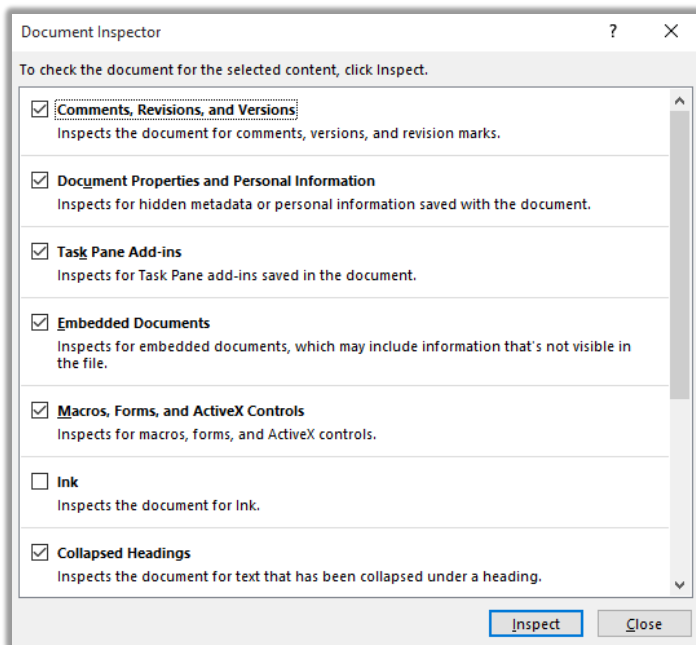 Document Inspector
?
To check the document for the selected content, click Inspect.
Comments, Revisions, and Versions
Inspects the document for comments, versions, and revision marks.
Document Properties and Personal Information
Inspects for hidden metadata or personal information saved with the document.
Task Pane Add-ins
Inspects for Task Pane add-ins saved in the document.
Embedded Documents
Inspects for embedded documents, which may include information that's not visible in
the file.
Macros, Forms, and ActiveX Controls
Inspects for macros, forms, and ActiveX controls.
Ink
Inspects the document for Ink.
Collapsed Headings
Inspects the document for text that has been collapsed under a heading.
Inspect
Close